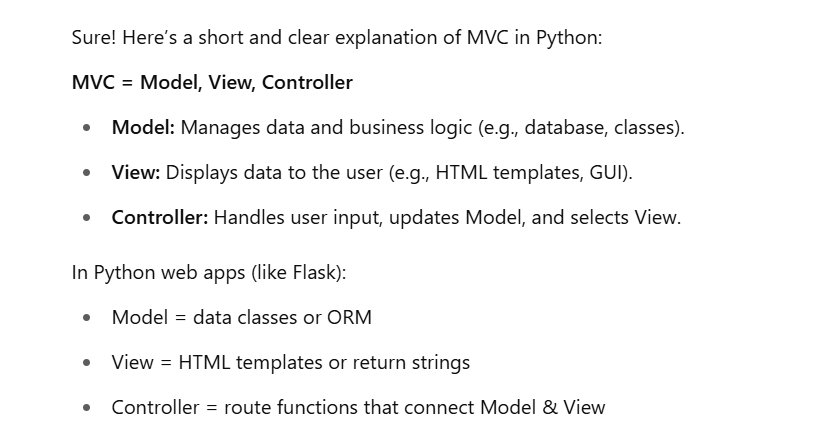 Sure! Here’s a short and clear explanation of MVC in Python:
MVC = Model, View, Controller
• Model: Manages data and business logic (e.g., database, classes).
• View: Displays data to the user (e.g., HTML templates, GUI).
• Controller: Handles user input, updates Model, and selects View.
In Python web apps (like Flask):
• Model = data classes or ORM
• View = HTML templates or return strings
• Controller = route functions that connect Model & View